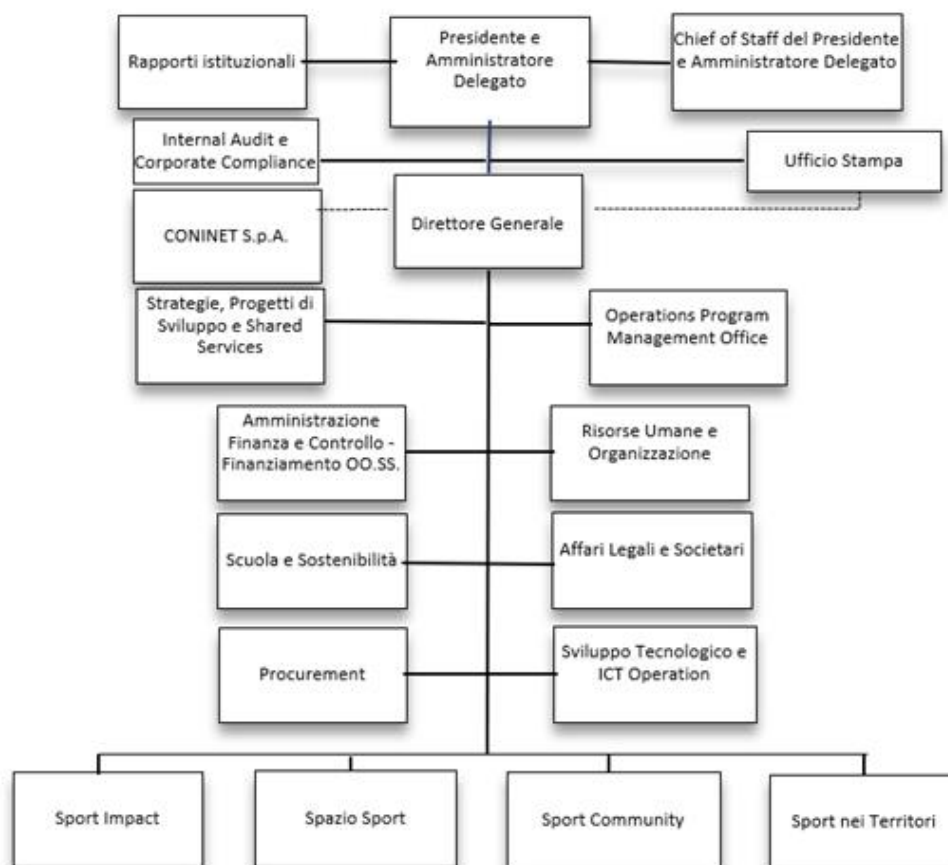 Rapporti istituzionali
Presidente e
Amministratore
Delegato
Chief of Staff del Presidente
e Amministratore Delegato
Internal Audit e
Corporate Compliance
Ufficio Stampa
CONINET S.p.A.
Direttore Generale
Strategie, Progetti di
Sviluppo e Shared
Services
Operations Program
Management Office
Amministrazione
Finanza e Controllo -
Finanziamento OO.SS.
Risorse Umane e
Organizzazione
Scuola e Sostenibilità
Affari Legali e Societari
Procurement
Sviluppo Tecnologico e
ICT Operation
Sport Impact
Spazio Sport
Sport Community
Sport nei Territori